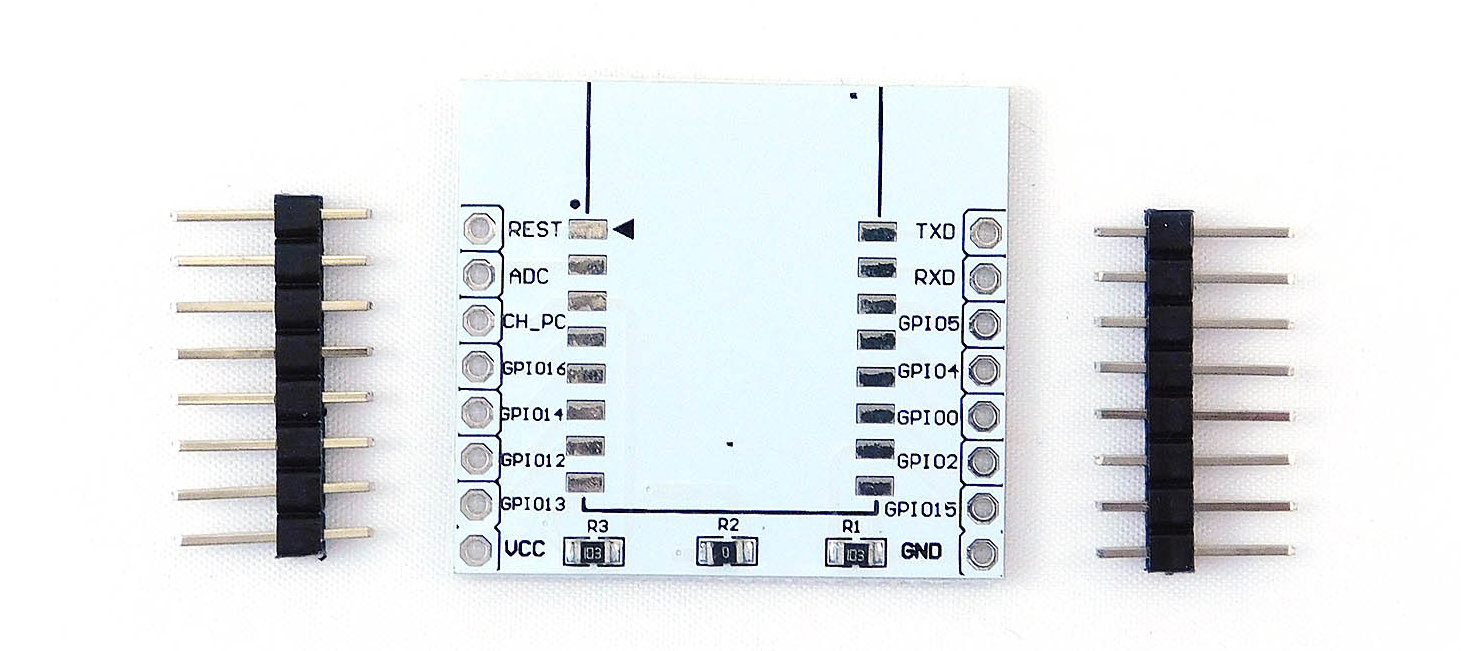 REST
ADC
CH_PC
GPIO16
GPIO14
GPIO12
GPIO13
VCC
TXD
RXD
GPIO5
GPIO4
GPIO0
GPIO2
GPIO15
GND
R3
R2
R1
103
0
103